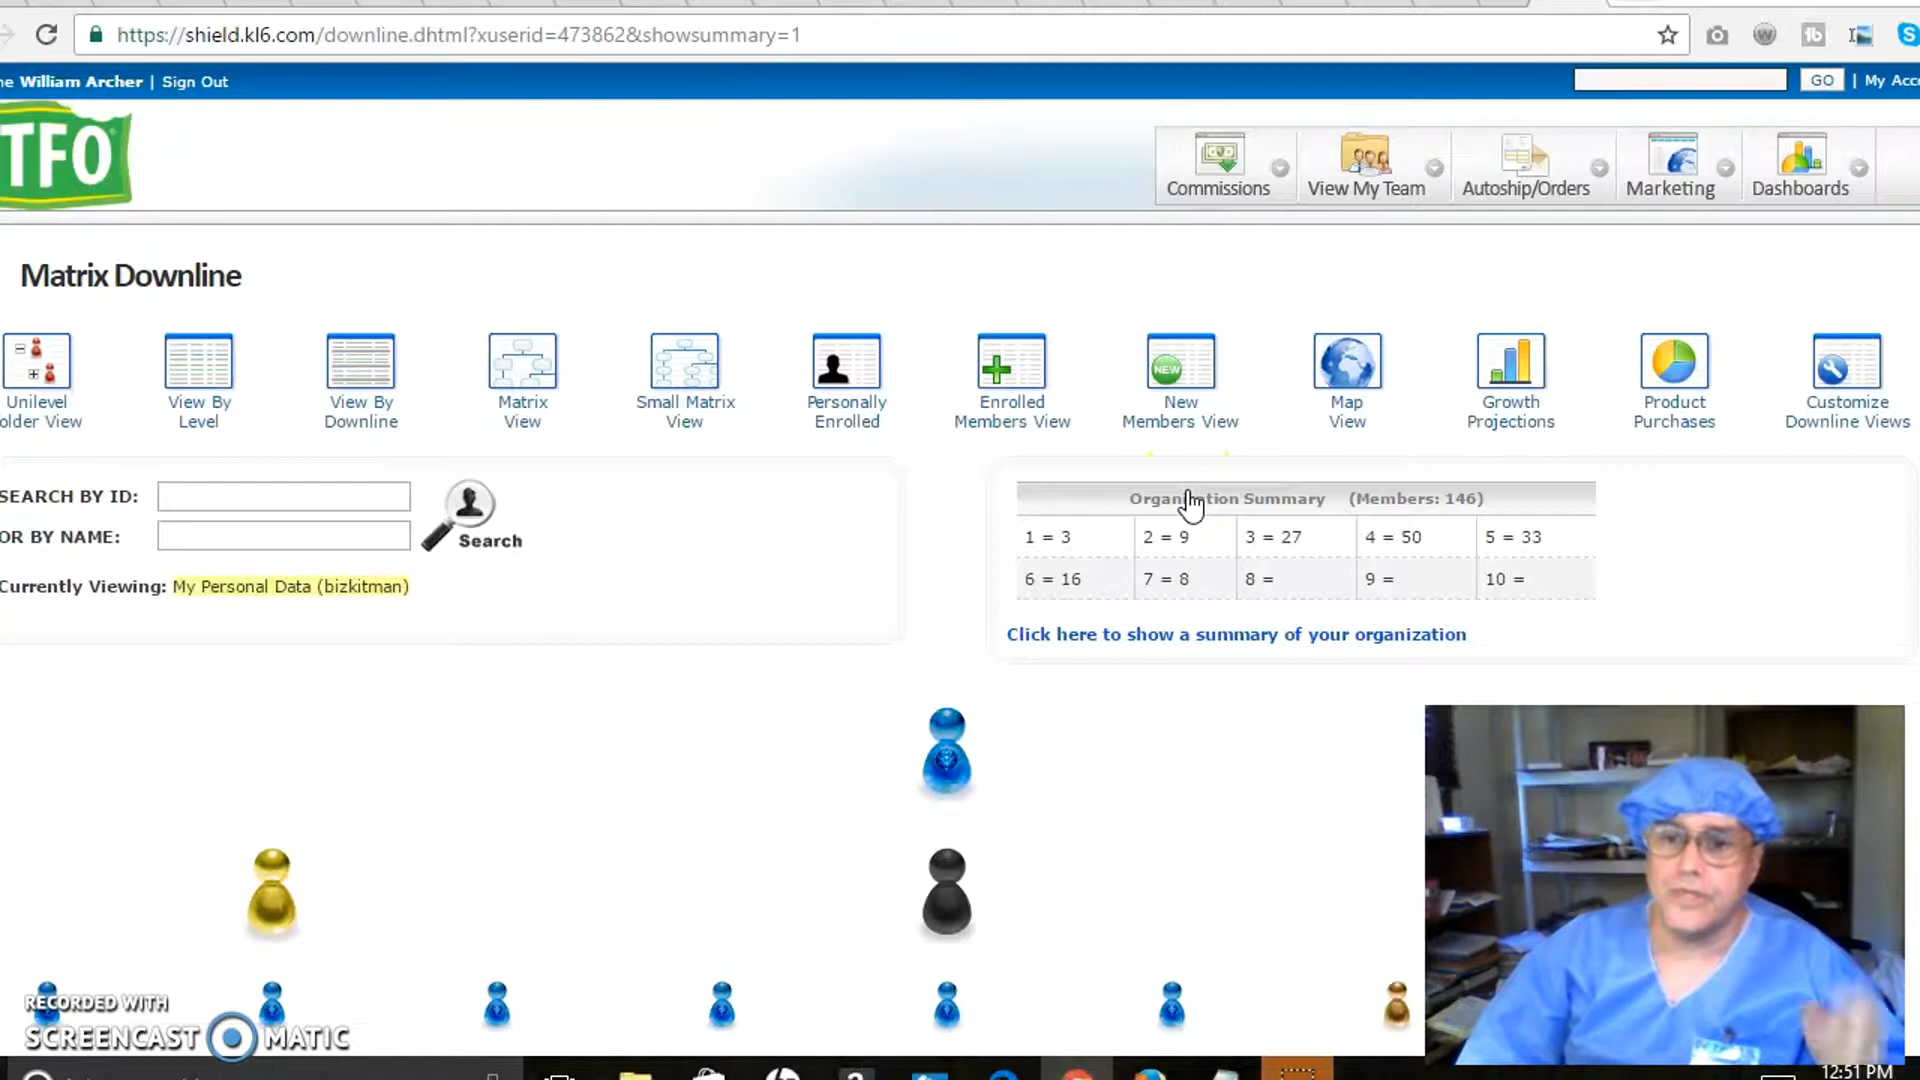 https://shield.kl6.com/downline.dhtml?xuserid=473862&showsummary=1
William Archer | Sign Out
GO | My Acc
TFO
Commissions
View My Team
Autoship/Orders
Marketing
Dashboards
Matrix Downline
Unilevel
older View
View By
Level
View By
Downline
Matrix
View
Small Matrix
View
Personally
Enrolled
Enrolled
Members View
NEW
New
Members View
Map
View
Growth
Projections
Product
Purchases
Customize
Downline Views
SEARCH BY ID:
OR BY NAME:
Search
Currently Viewing: My Personal Data (bizkitman)
Organization Summary (Members: 146)
1 = 3 2 = 9 3 = 27 4 = 50 5 = 33
6 = 16 7 = 8 8 = 9 = 10 =
Click here to show a summary of your organization
RECORDED WITH
SCREENCAST MATIC
12:51 PM